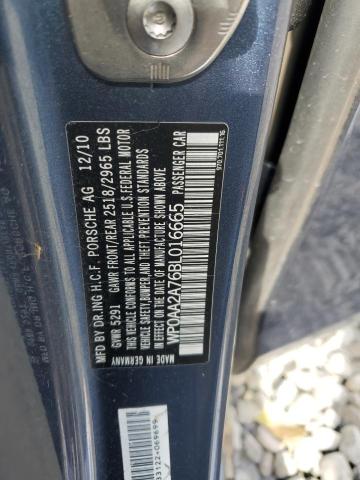 MFD BY DR.ING H.C.F. PORSCHE AG 12/10
GVWR 5291 GAWR FRONT/REAR 2518/2965 LBS
THIS VEHICLE CONFORMS TO ALL APPLICABLE U.S.FEDERAL MOTOR
VEHICLE SAFETY,BUMPER,AND THEFT PREVENTION STANDARDS
IN EFFECT ON THE DATE OF MANUFACTURE SHOWN ABOVE
WP0AA2A76BL016665 PASSENGER CAR
MADE IN GERMANY